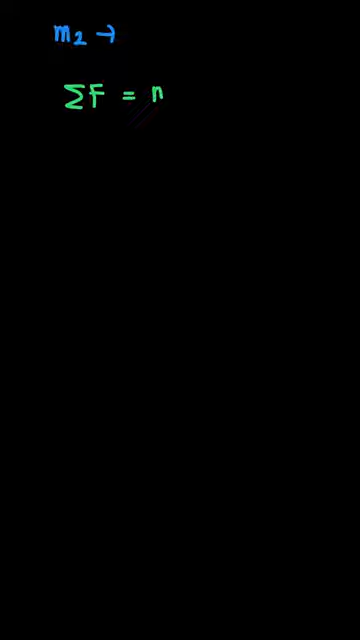 m₂ →
ΣF = n